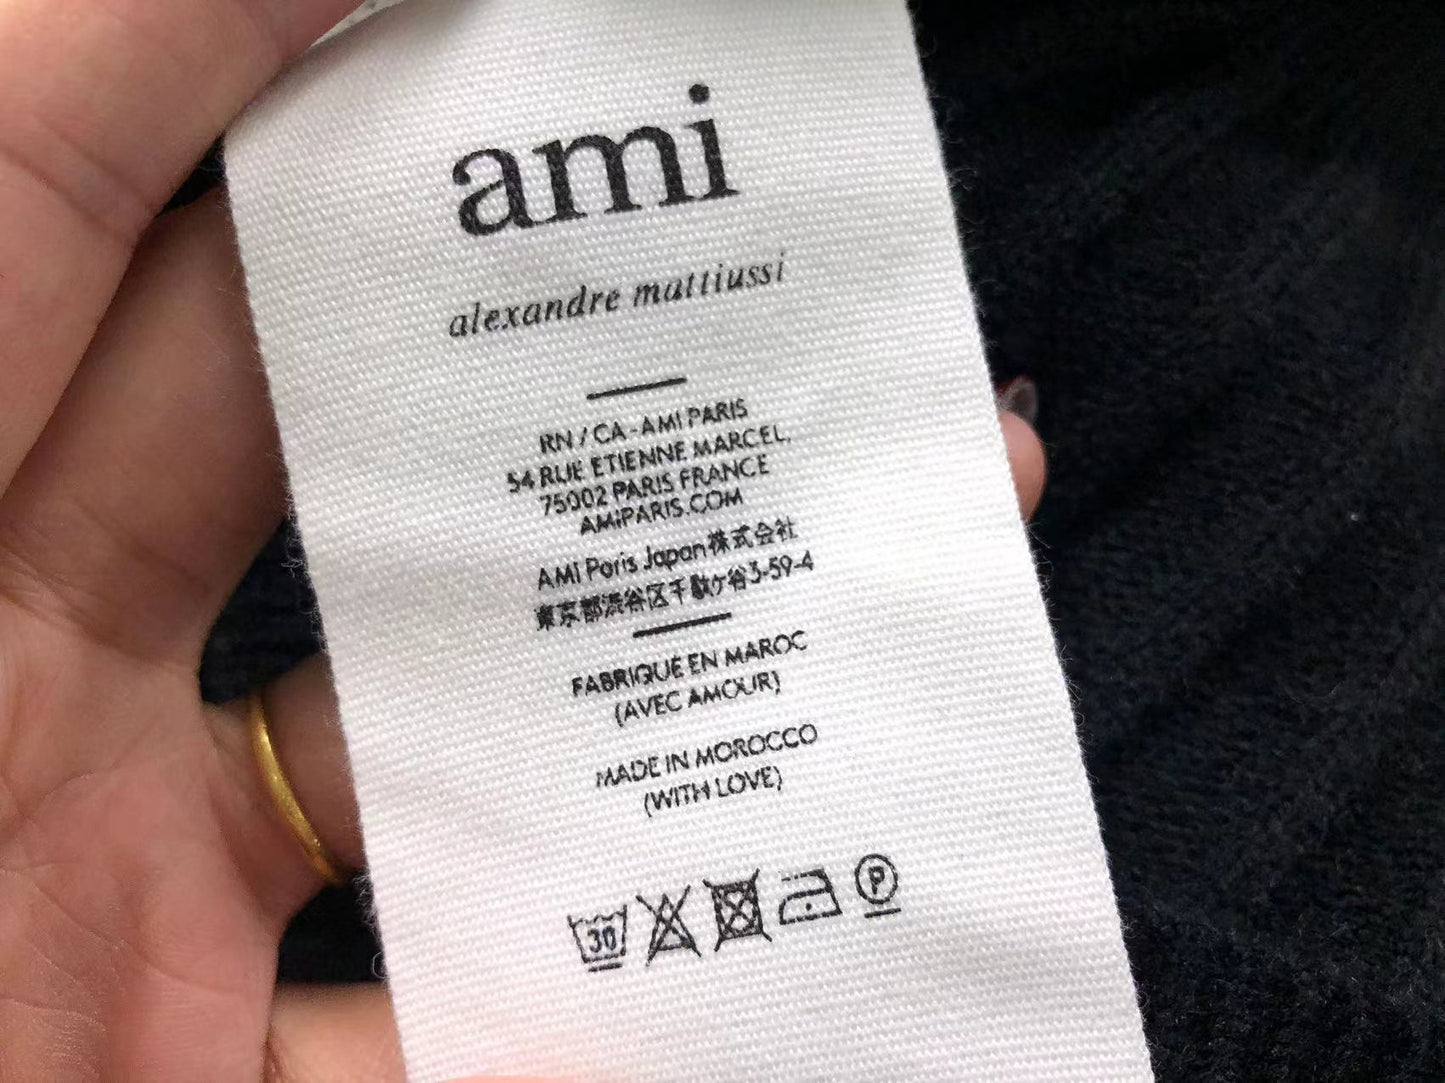 ami
alexandre mattiussi
RN / CA - AMI PARIS
54 RUE ETIENNE MARCEL,
75002 PARIS FRANCE
AMIPARIS.COM
AMI Paris Japan株式会社
東京都渋谷区千駄ヶ谷3-59-4
FABRIQUÉ EN MAROC
(AVEC AMOUR)
MADE IN MOROCCO
(WITH LOVE)
30 P